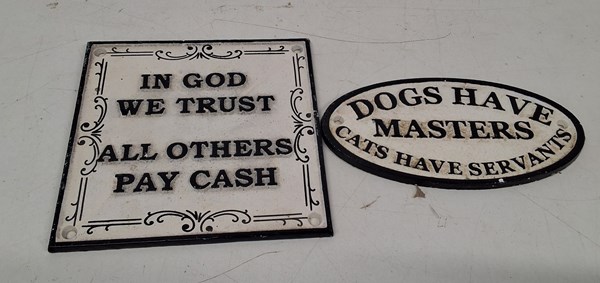 IN GOD
WE TRUST
ALL OTHERS
PAY CASH
DOGS HAVE
MASTERS
CATS HAVE SERVANTS